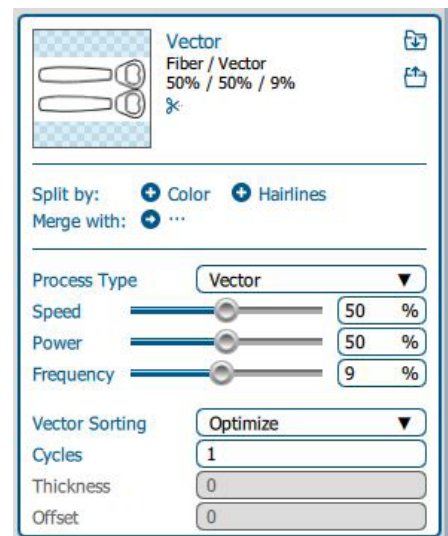 Vector
Fiber / Vector
50% / 50% / 9%
Split by: Color Hairlines
Merge with: ...
Process Type Vector
Speed 50 %
Power 50 %
Frequency 9 %
Vector Sorting Optimize
Cycles 1
Thickness 0
Offset 0